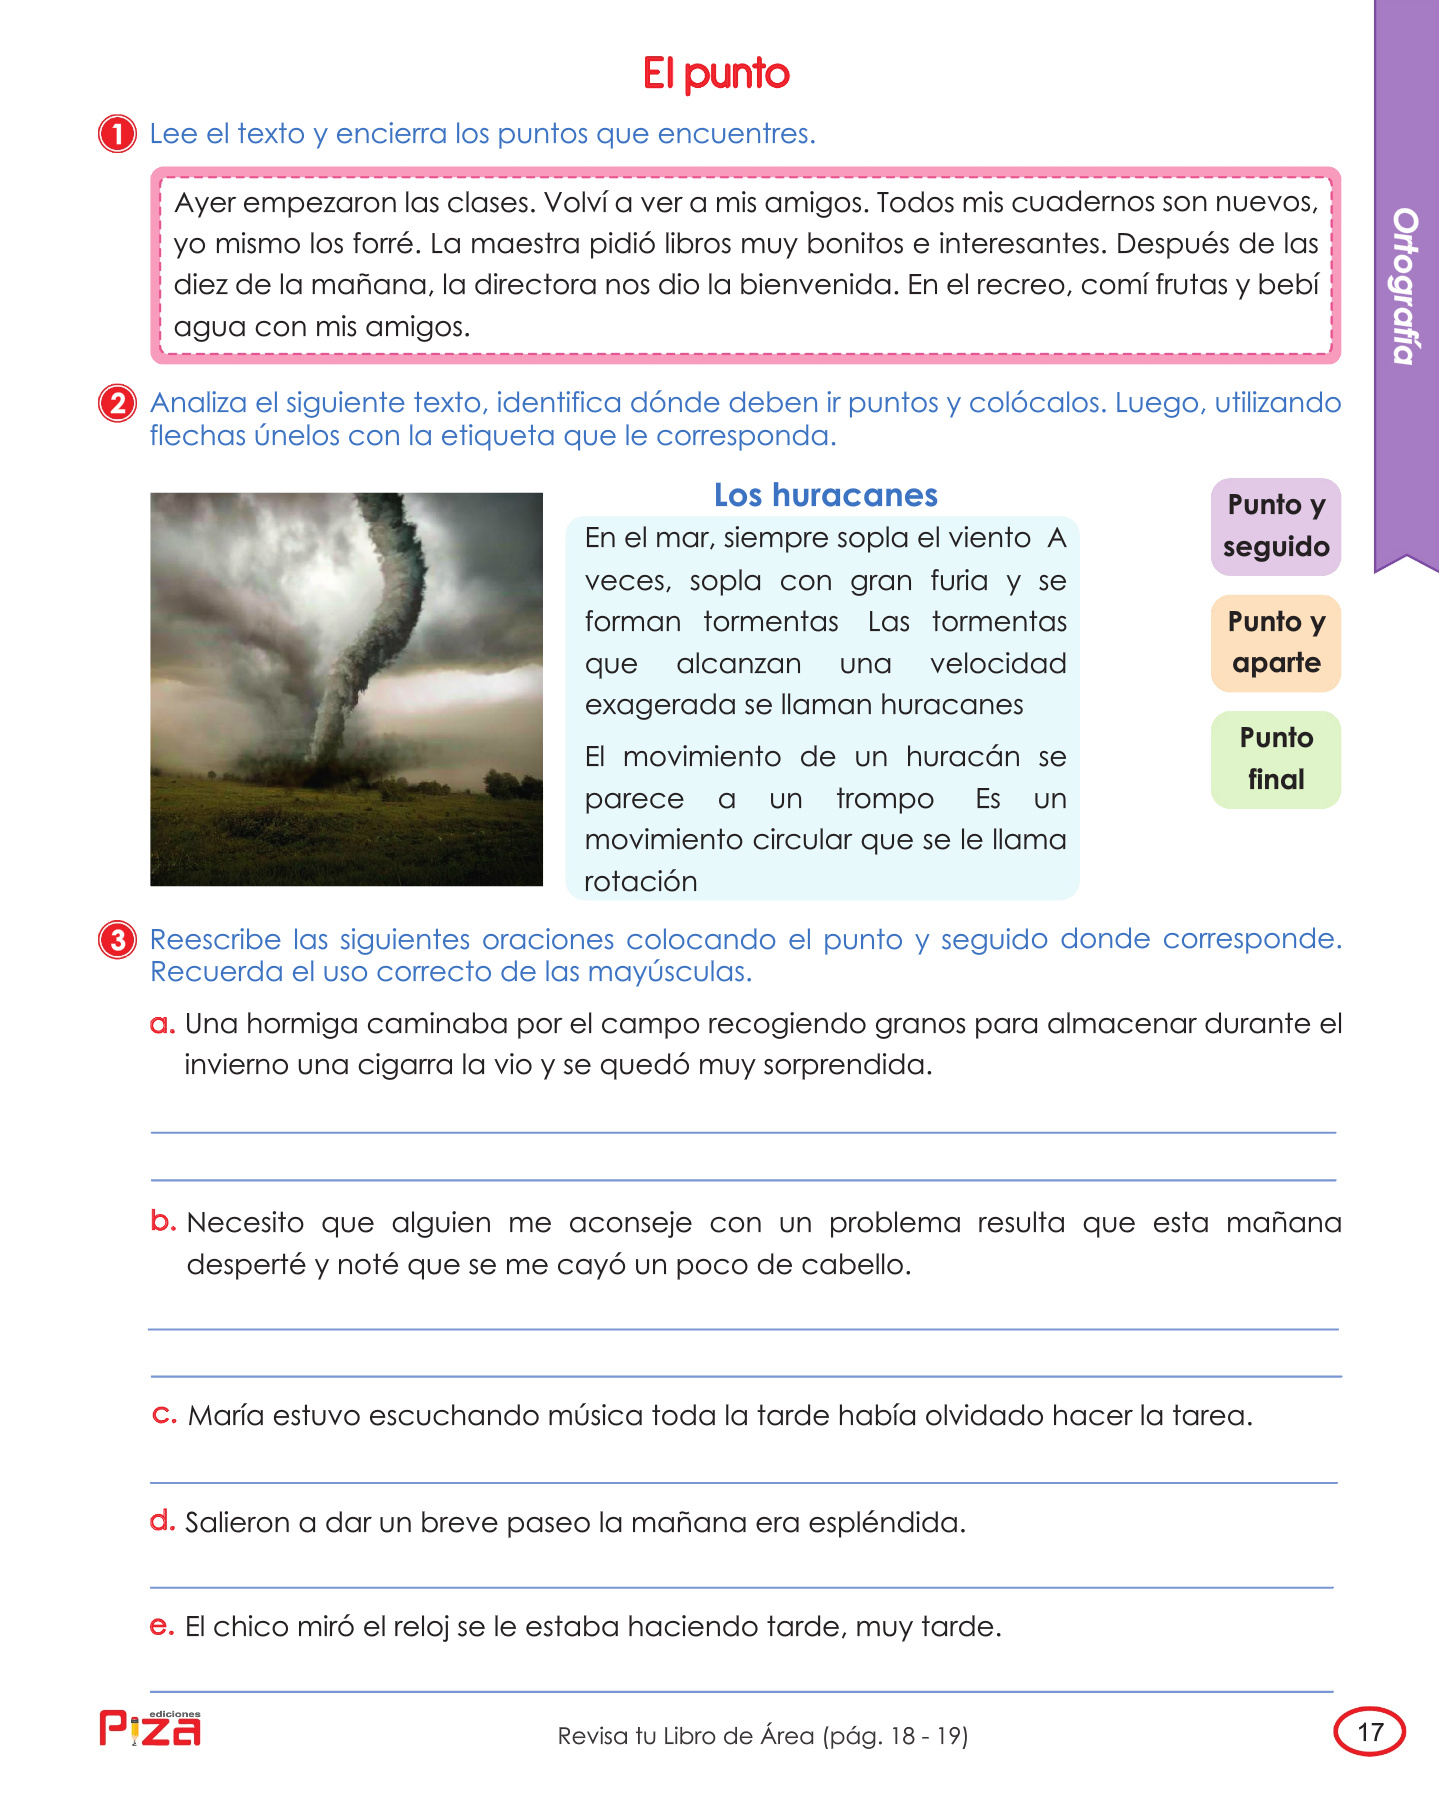 El punto
1 Lee el texto y encierra los puntos que encuentres.
Ayer empezaron las clases. Volví a ver a mis amigos. Todos mis cuadernos son nuevos,
yo mismo los forré. La maestra pidió libros muy bonitos e interesantes. Después de las
diez de la mañana, la directora nos dio la bienvenida. En el recreo, comí frutas y bebí
agua con mis amigos.
Ortografía
2 Analiza el siguiente texto, identifica dónde deben ir puntos y colócalos. Luego, utilizando
flechas únelos con la etiqueta que le corresponda.
Los huracanes
En el mar, siempre sopla el viento  A
veces, sopla con gran furia y se
forman tormentas  Las tormentas
que alcanzan una velocidad
exagerada se llaman huracanes
El movimiento de un huracán se
parece a un trompo  Es un
movimiento circular que se le llama
rotación
Punto y
seguido
Punto y
aparte
Punto
final
3 Reescribe las siguientes oraciones colocando el punto y seguido donde corresponde.
Recuerda el uso correcto de las mayúsculas.
a. Una hormiga caminaba por el campo recogiendo granos para almacenar durante el
invierno una cigarra la vio y se quedó muy sorprendida.
b. Necesito que alguien me aconseje con un problema resulta que esta mañana
desperté y noté que se me cayó un poco de cabello.
c. María estuvo escuchando música toda la tarde había olvidado hacer la tarea.
d. Salieron a dar un breve paseo la mañana era espléndida.
e. El chico miró el reloj se le estaba haciendo tarde, muy tarde.
ediciones
Piza
Revisa tu Libro de Área (pág. 18 - 19)
17